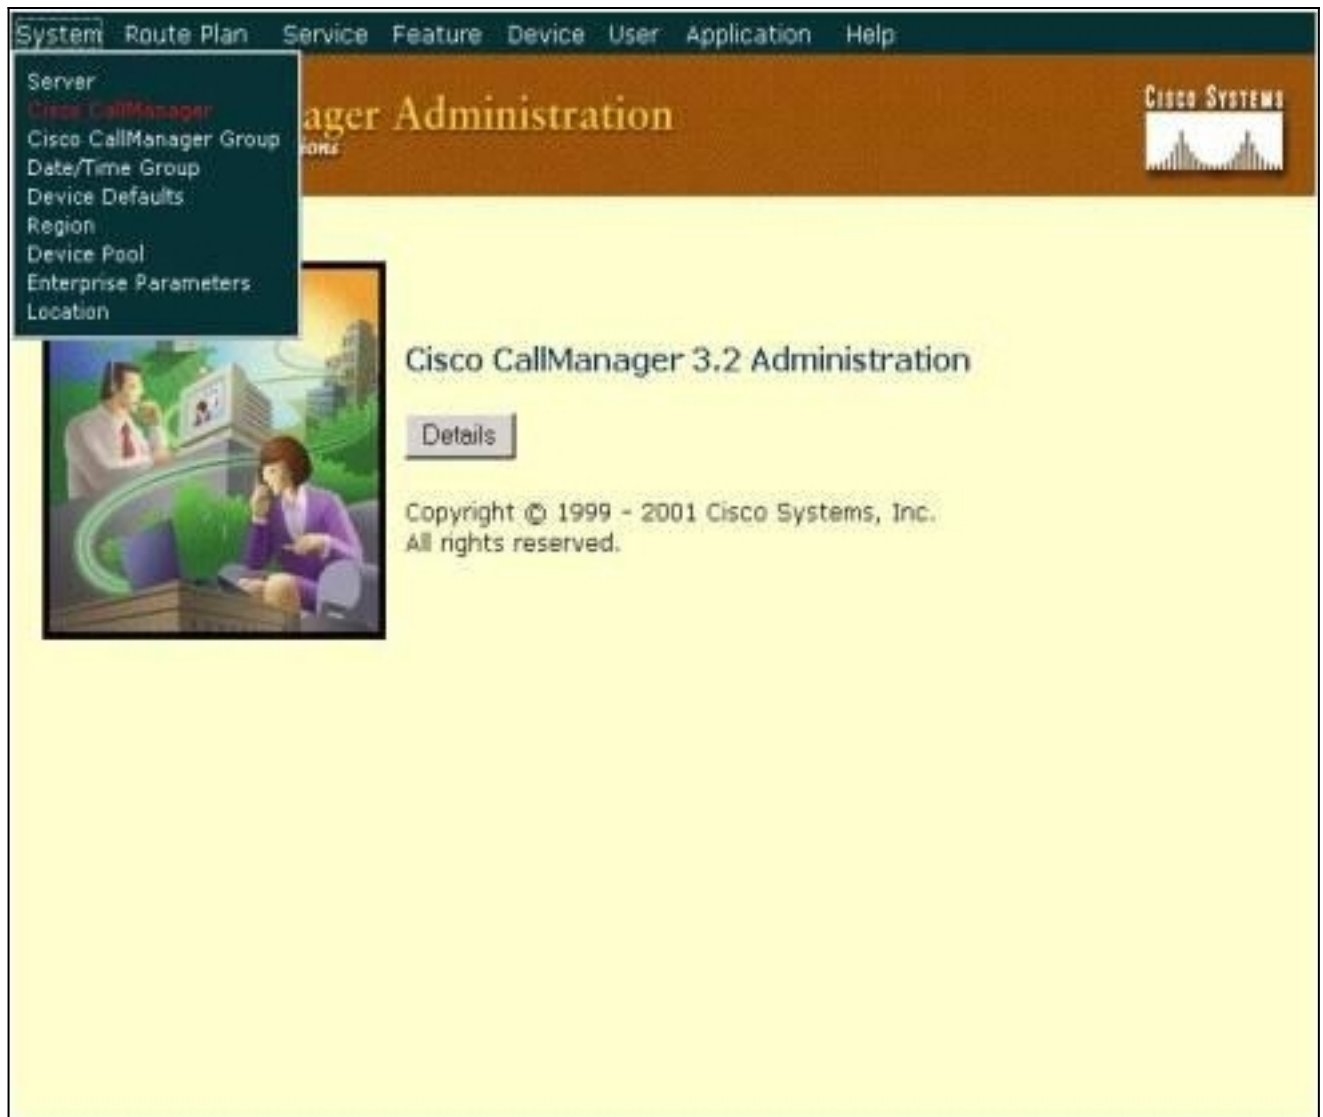 System Route Plan Service Feature Device User Application Help
Server
Cisco CallManager
Cisco CallManager Group
Date/Time Group
Device Defaults
Region
Device Pool
Enterprise Parameters
Location
ager Administration
ions
CISCO SYSTEMS
Cisco CallManager 3.2 Administration
Details
Copyright © 1999 - 2001 Cisco Systems, Inc.
All rights reserved.